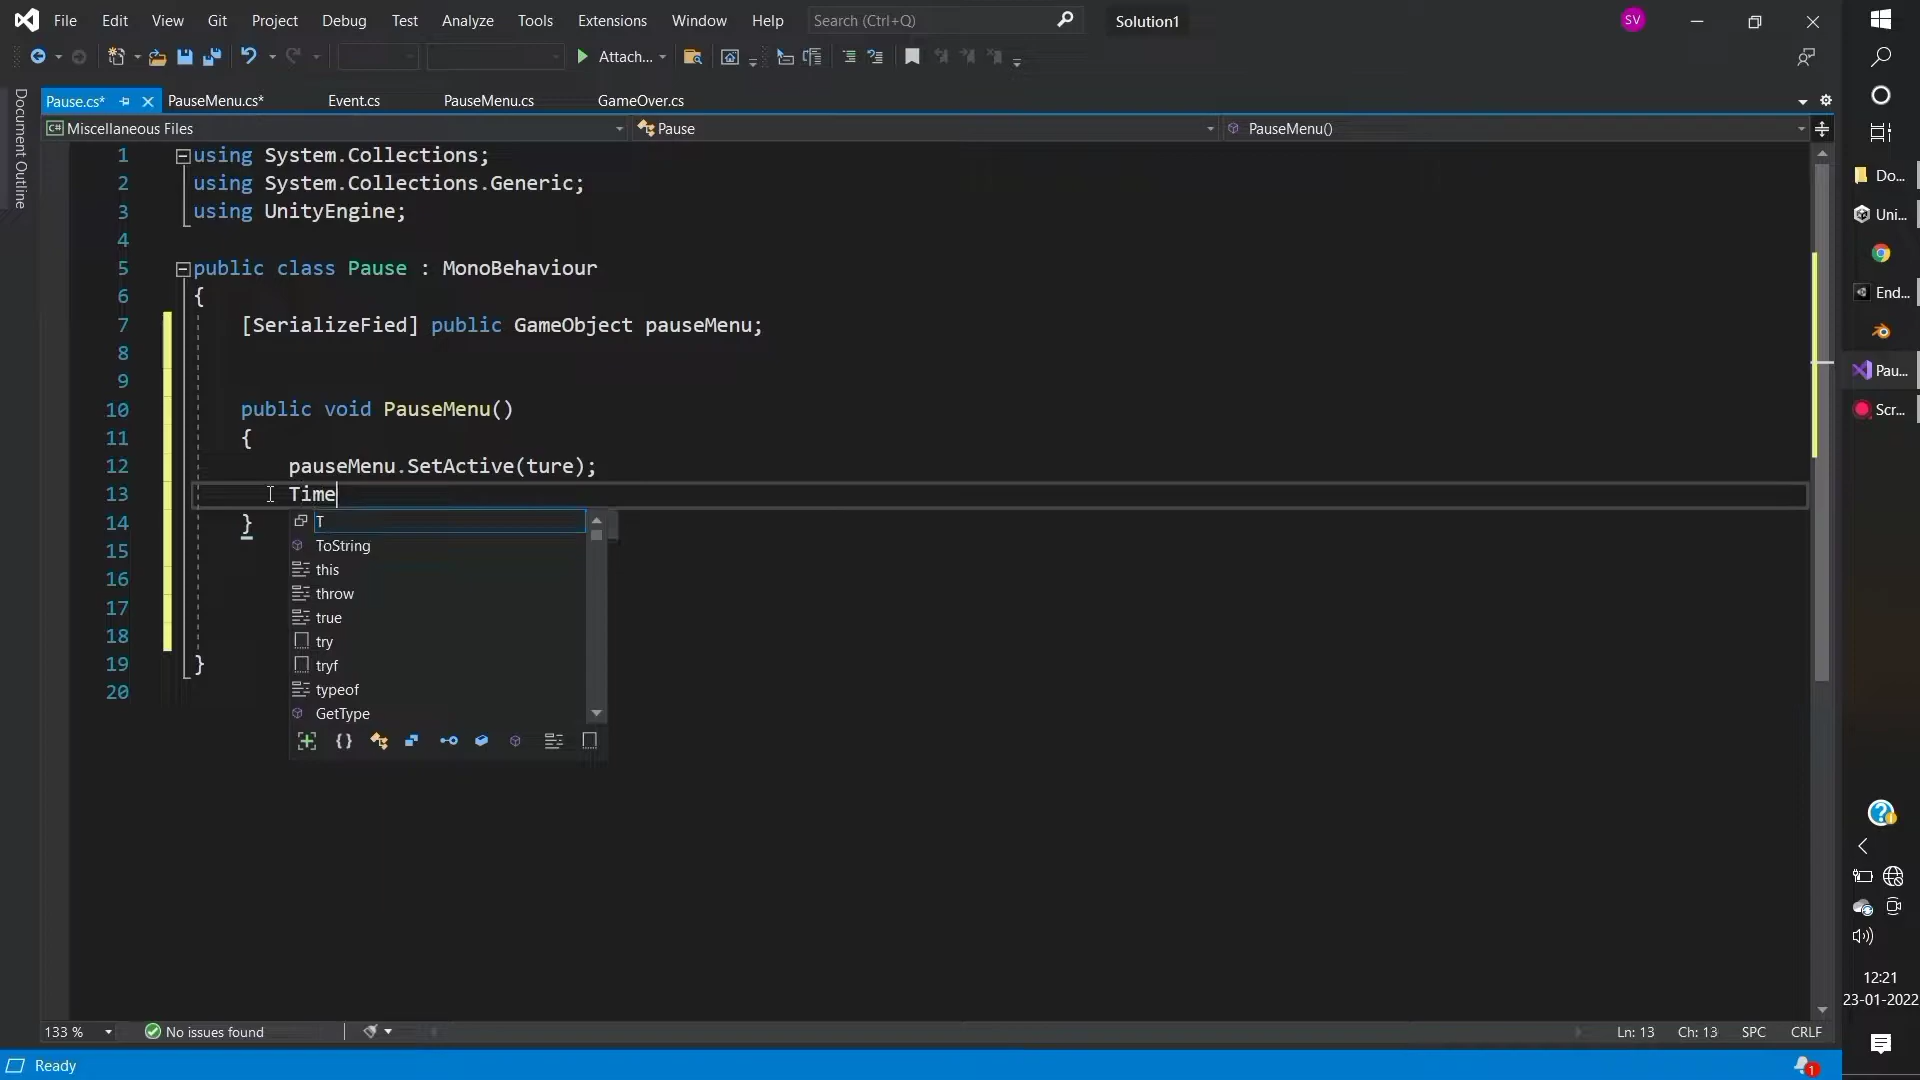 File Edit View Git Project Debug Test Analyze Tools Extensions Window Help Search (Ctrl+Q) Solution1 SV
Attach...
Document Outline
Pause.cs* PauseMenu.cs* Event.cs PauseMenu.cs GameOver.cs
C# Miscellaneous Files Pause PauseMenu()
1 using System.Collections;
2 using System.Collections.Generic;
3 using UnityEngine;
4
5 public class Pause : MonoBehaviour
6 {
7 [SerializeFied] public GameObject pauseMenu;
8
9
10 public void PauseMenu()
11 {
12 pauseMenu.SetActive(ture);
13 Time
14 }
15
16
17
18
19 }
20
T
ToString
this
throw
true
try
tryf
typeof
GetType
133 % No issues found Ln: 13 Ch: 13 SPC CRLF
Ready 1
Do...
Uni...
End...
Pau...
Scr...
12:21
23-01-2022